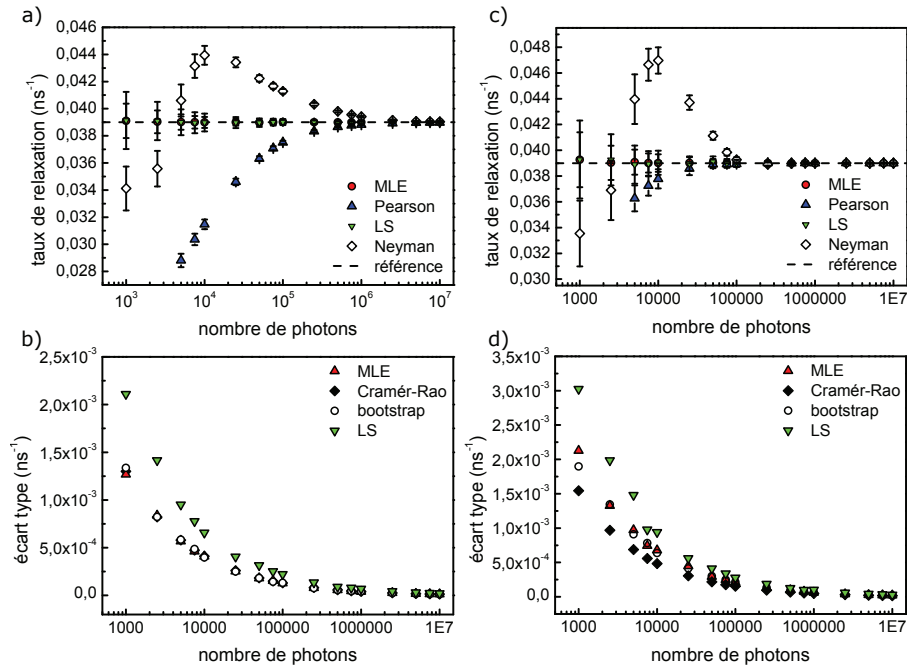 a)
0,046
0,044
0,042
0,040
0,038
0,036
0,034
0,032
0,030
0,028
taux de relaxation (ns⁻¹)
MLE
Pearson
LS
Neyman
référence
10³
10⁴
10⁵
10⁶
10⁷
nombre de photons
c)
0,048
0,046
0,044
0,042
0,040
0,038
0,036
0,034
0,032
0,030
taux de relaxation (ns⁻¹)
MLE
Pearson
LS
Neyman
référence
1000
10000
100000
1000000
1E7
nombre de photons
b)
2,5x10⁻³
2,0x10⁻³
1,5x10⁻³
1,0x10⁻³
5,0x10⁻⁴
0,0
écart type (ns⁻¹)
MLE
Cramér-Rao
bootstrap
LS
1000
10000
100000
1000000
1E7
nombre de photons
d)
3,5x10⁻³
3,0x10⁻³
2,5x10⁻³
2,0x10⁻³
1,5x10⁻³
1,0x10⁻³
5,0x10⁻⁴
0,0
écart type (ns⁻¹)
MLE
Cramér-Rao
bootstrap
LS
1000
10000
100000
1000000
1E7
nombre de photons